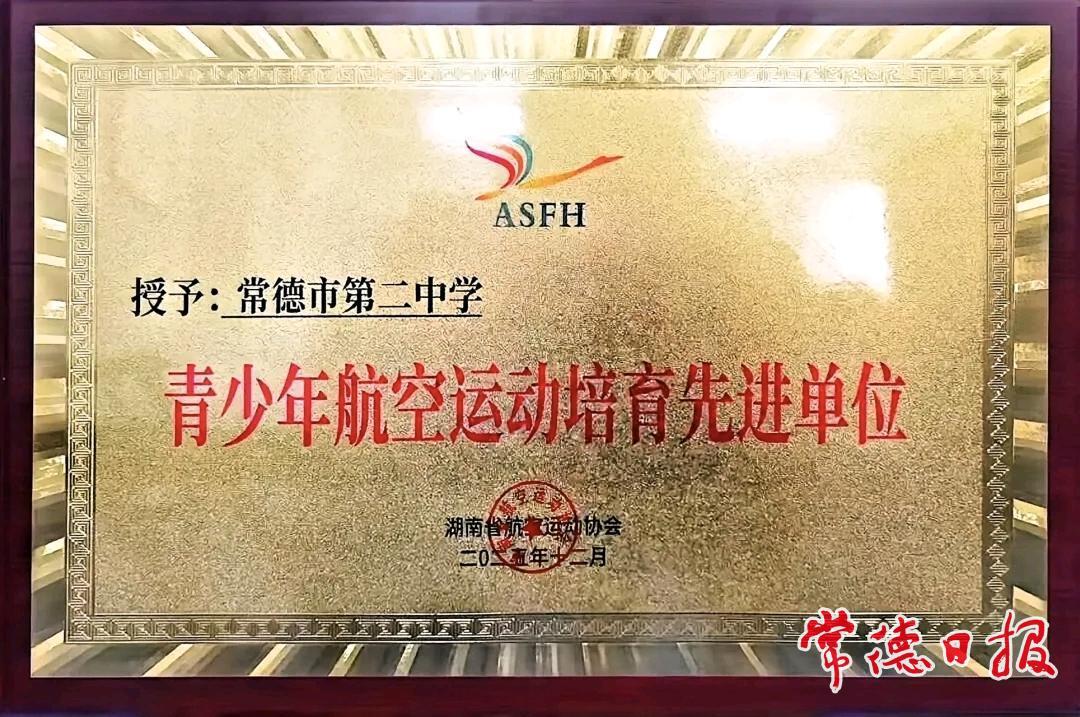 ASFH
授予：常德市第二中学
青少年航空运动培育先进单位
湖南省航空运动协会
二0二五年十二月
常德日报